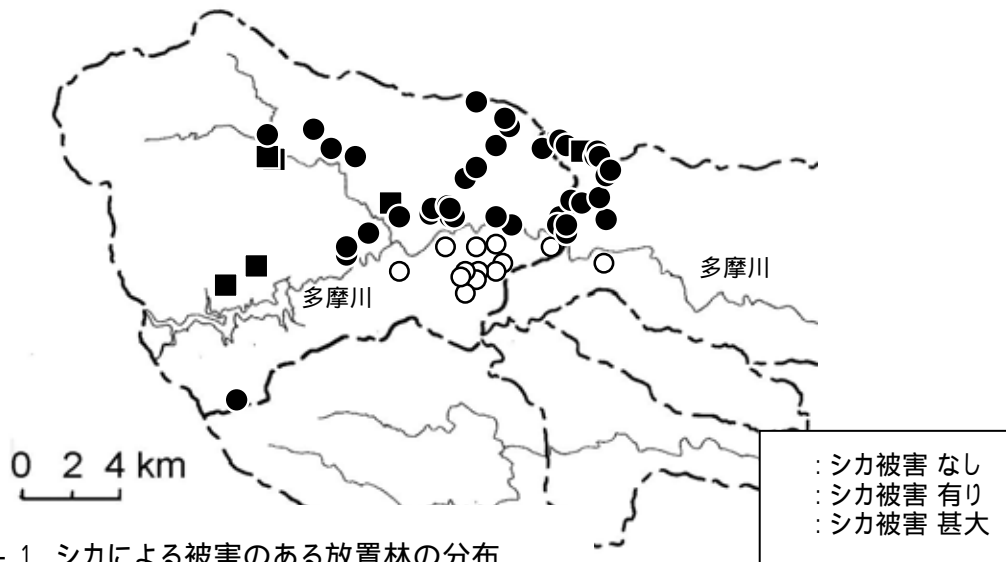 多摩川
多摩川
0 2 4 km
: シカ被害 なし
: シカ被害 有り
: シカ被害 甚大
- 1 シカによる被害のある放置林の分布